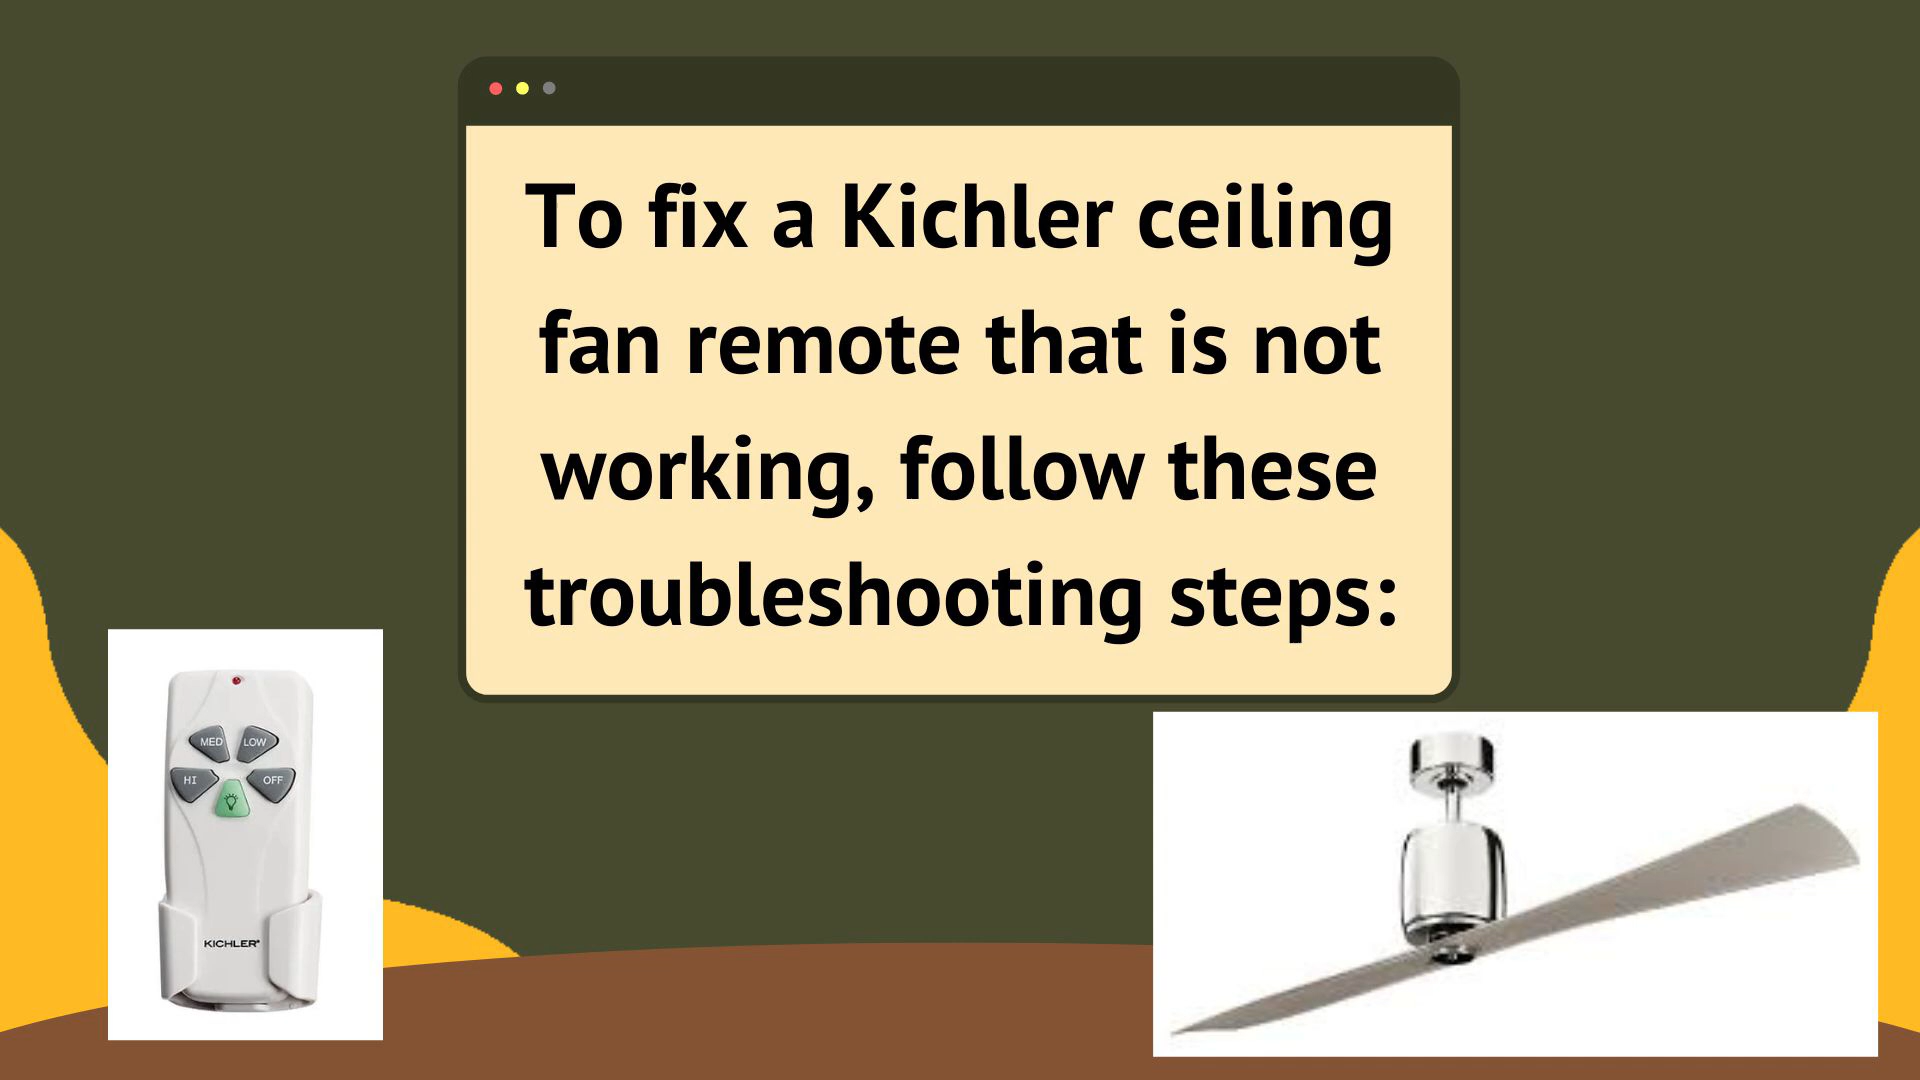 To fix a Kichler ceiling
fan remote that is not
working, follow these
troubleshooting steps:
MED LOW
HI OFF
KICHLER